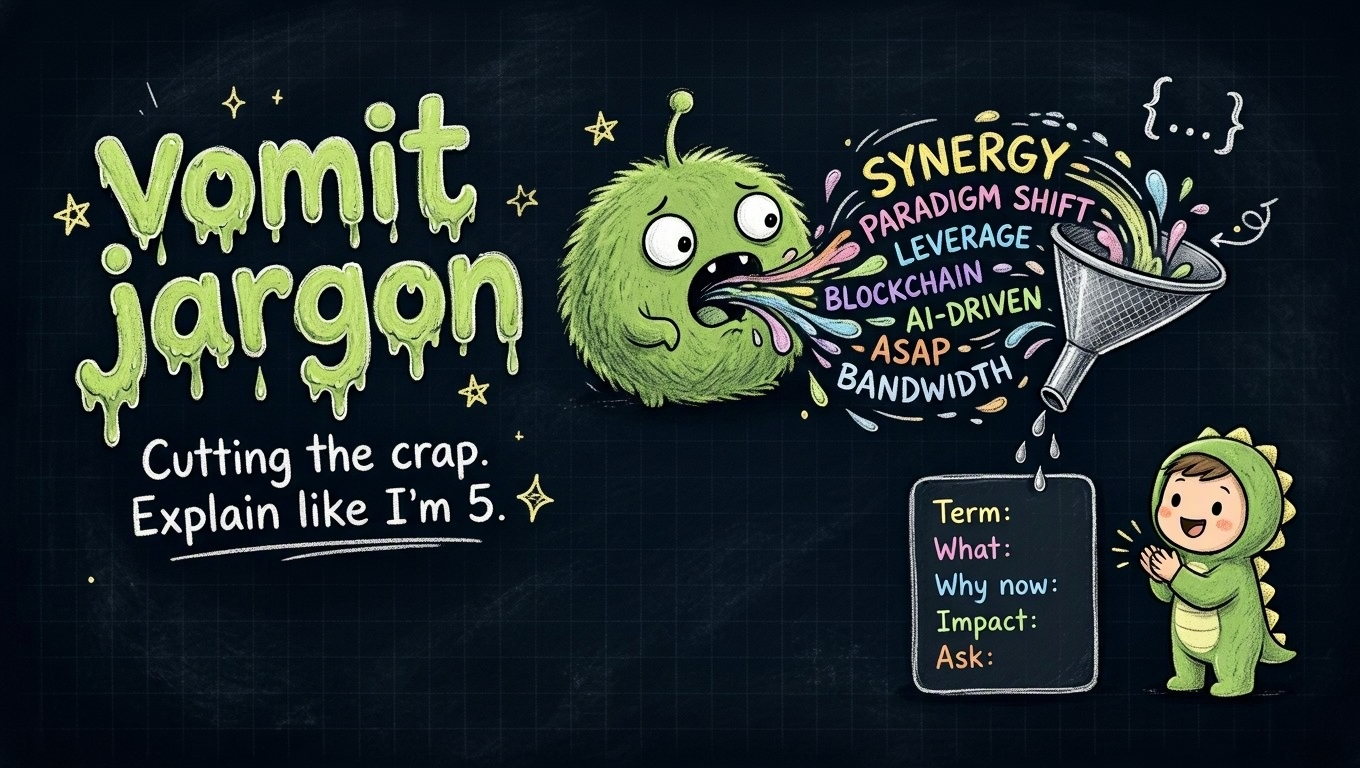 Vomit
jargon
Cutting the crap.
Explain like I'm 5.
SYNERGY
PARADIGM SHIFT
LEVERAGE
BLOCKCHAIN
AI-DRIVEN
ASAP
BANDWIDTH
{...}
Term:
What:
Why now:
Impact:
Ask: